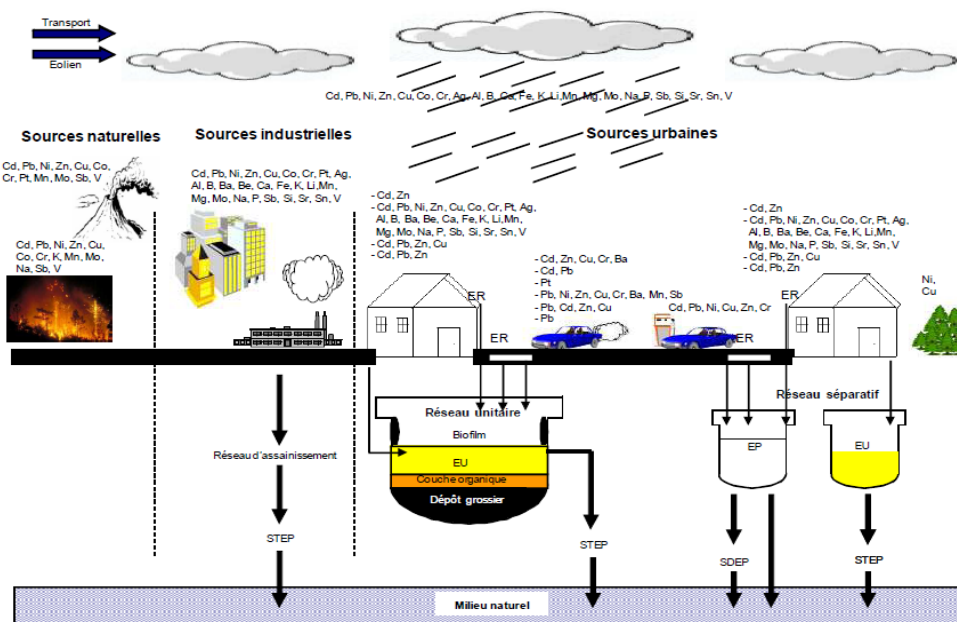 Transport
Eolien
Cd, Pb, Ni, Zn, Cu, Co, Cr, Ag, Al, B, Ca, Fe, K, Li,Mn, Mg, Mo, Na, P, Sb, Si, Sr, Sn, V
Sources naturelles
Sources industrielles
Sources urbaines
Cd, Pb, Ni, Zn, Cu, Co,
Cr, Pt, Mn, Mo, Sb, V
Cd, Pb, Ni, Zn, Cu, Co, Cr, Pt, Ag,
Al, B, Ba, Be, Ca, Fe, K, Li,Mn,
Mg, Mo, Na, P, Sb, Si, Sr, Sn, V
Cd, Pb, Ni, Zn, Cu,
Co, Cr, K, Mn, Mo,
Na, Sb, V
- Cd, Zn
- Cd, Pb, Ni, Zn, Cu, Co, Cr, Pt, Ag,
Al, B, Ba, Be, Ca, Fe, K, Li,Mn,
Mg, Mo, Na, P, Sb, Si, Sr, Sn, V
- Cd, Pb, Zn, Cu
- Cd, Pb, Zn
- Cd, Zn, Cu, Cr, Ba
- Cd, Pb
- Pt
- Pb, Ni, Zn, Cu, Cr, Ba, Mn, Sb
- Pb, Cd, Zn, Cu
- Pb
Cd, Pb, Ni, Cu, Zn, Cr
- Cd, Zn
- Cd, Pb, Ni, Zn, Cu, Co, Cr, Pt, Ag,
Al, B, Ba, Be, Ca, Fe, K, Li,Mn,
Mg, Mo, Na, P, Sb, Si, Sr, Sn, V
- Cd, Pb, Zn, Cu
- Cd, Pb, Zn
Ni,
Cu
ER
ER
ER
ER
Réseau unitaire
Biofilm
EU
Couche organique
Dépôt grossier
Réseau séparatif
EP
EU
Réseau d'assainissement
STEP
STEP
SDEP
STEP
Milieu naturel